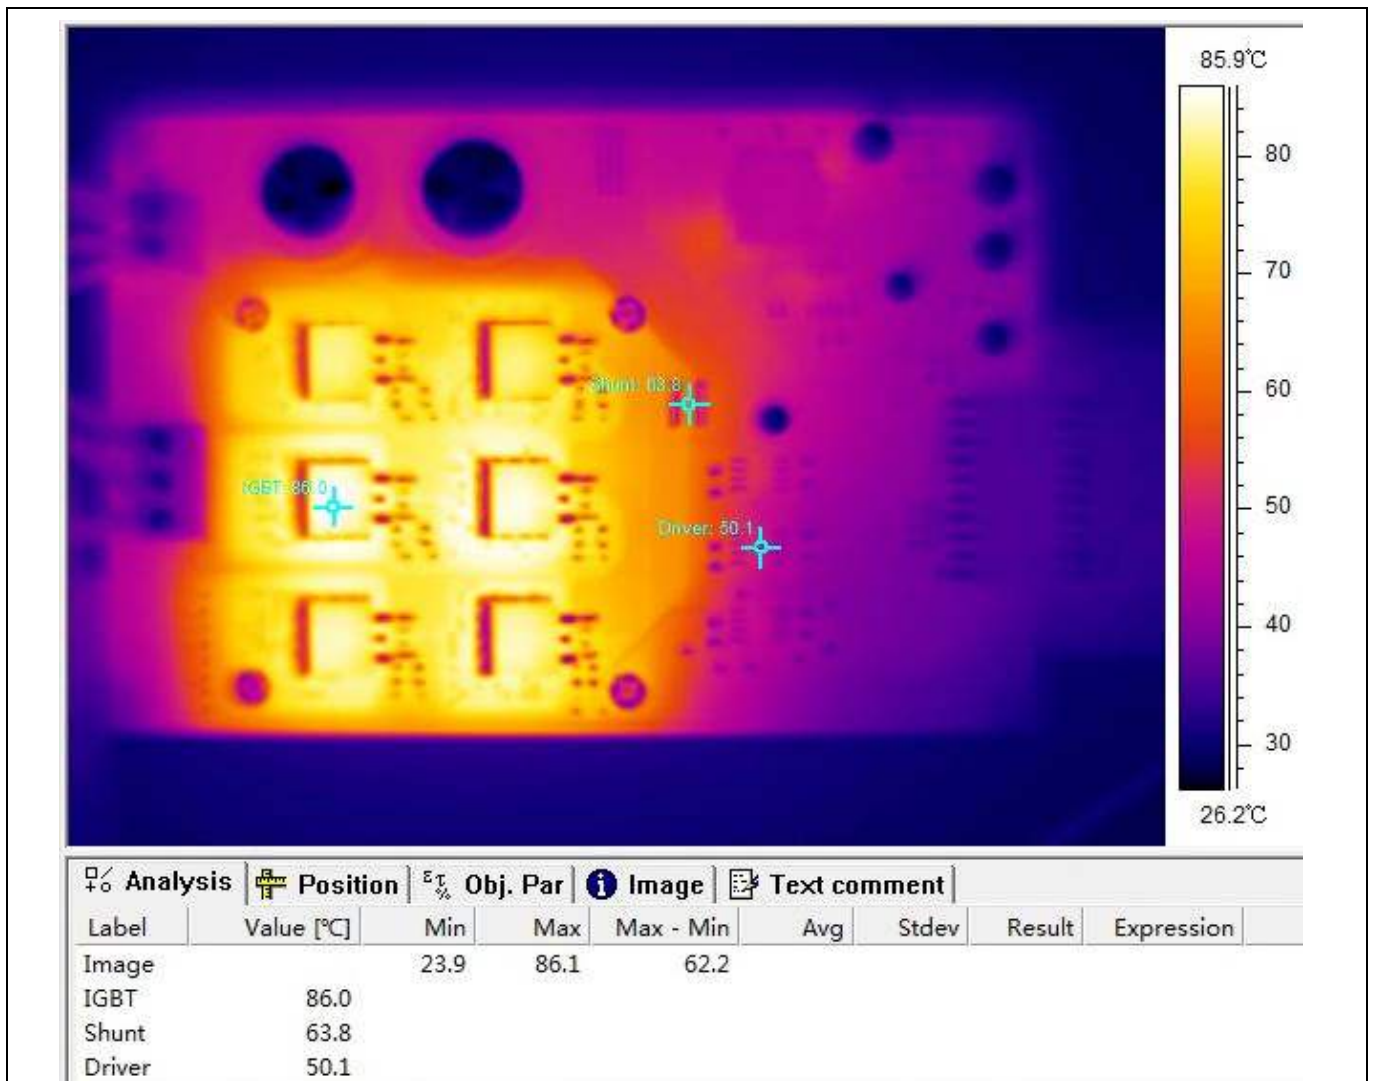 85.9°C
80
70
Shunt: 63.8
60
IGBT: 86.0
50
Driver: 50.1
40
30
26.2°C
Analysis Position Obj. Par Image Text comment
Label Value [°C] Min Max Max - Min Avg Stdev Result Expression
Image 23.9 86.1 62.2
IGBT 86.0
Shunt 63.8
Driver 50.1